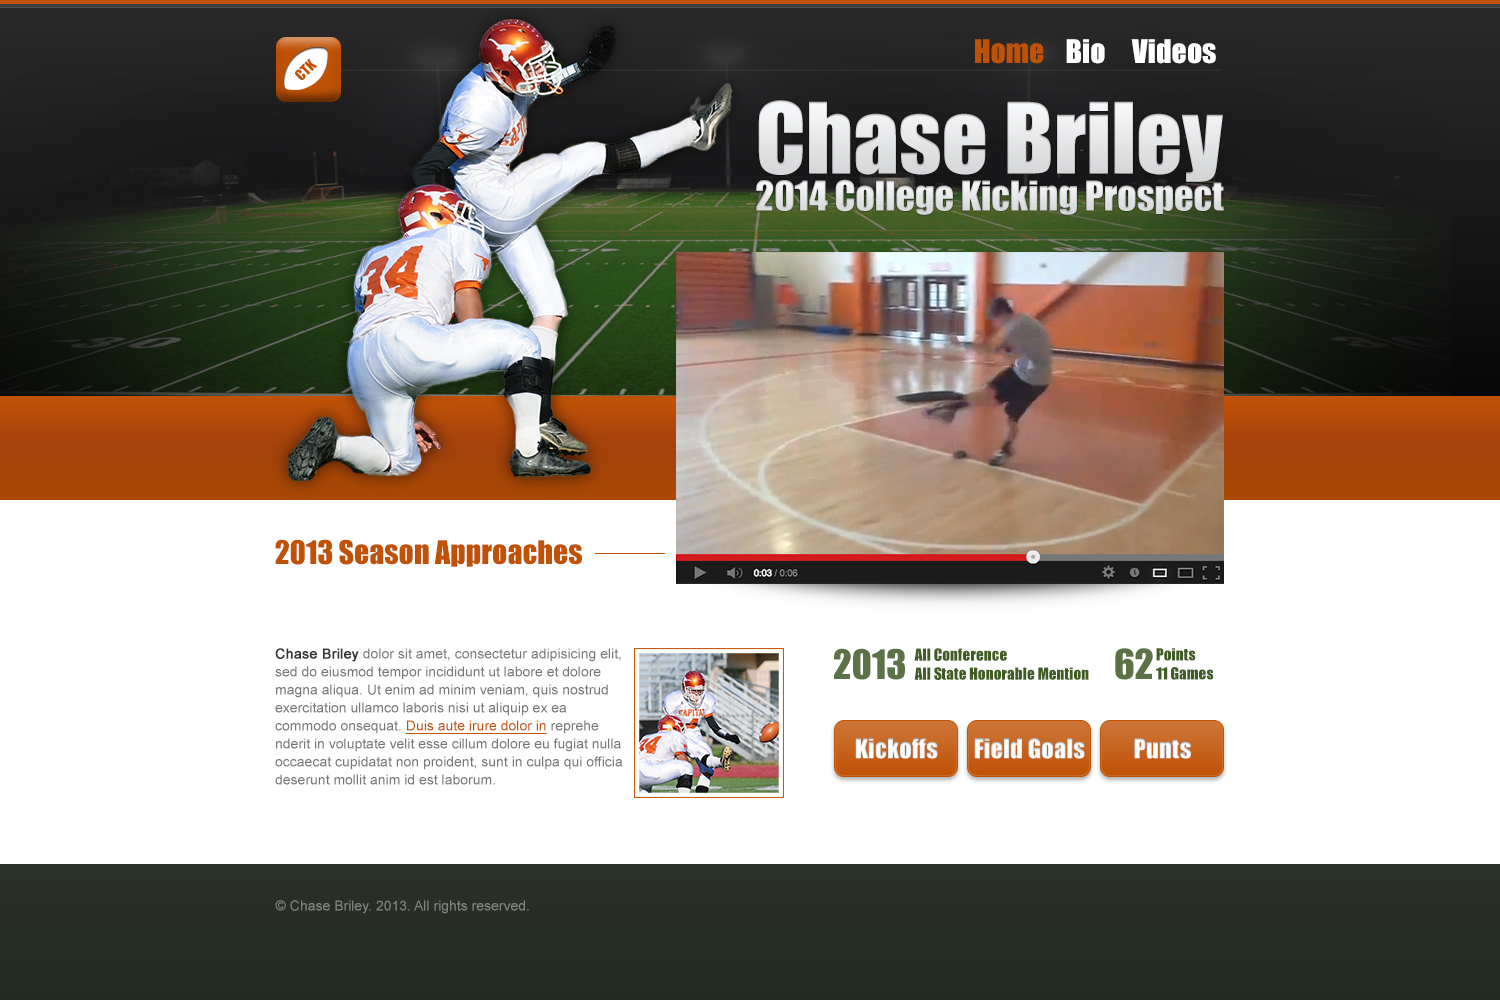 CTK
Home Bio Videos
Chase Briley
2014 College Kicking Prospect
34
30
2013 Season Approaches
0:03 / 0:06
Chase Briley dolor sit amet, consectetur adipisicing elit,
sed do eiusmod tempor incididunt ut labore et dolore
magna aliqua. Ut enim ad minim veniam, quis nostrud
exercitation ullamco laboris nisi ut aliquip ex ea
commodo onsequat. Duis aute irure dolor in reprehe
nderit in voluptate velit esse cillum dolore eu fugiat nulla
occaecat cupidatat non proident, sunt in culpa qui officia
deserunt mollit anim id est laborum.
CAPITAL
2013 All Conference
All State Honorable Mention
62 Points
11 Games
Kickoffs Field Goals Punts
© Chase Briley. 2013. All rights reserved.